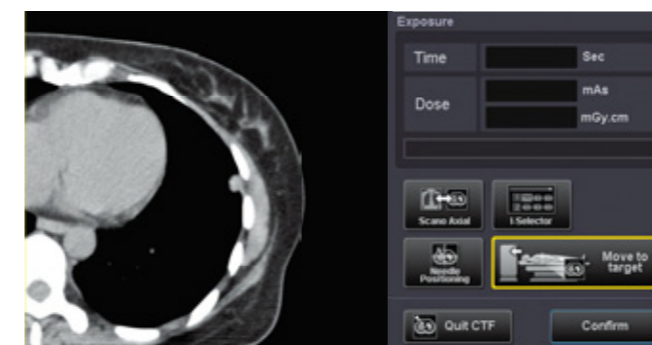 Exposure
Time
Sec
Dose
mAs
mGy.cm
Scano Axial
I-Selector
Needle
Positioning
Move to
target
Quit CTF
Confirm